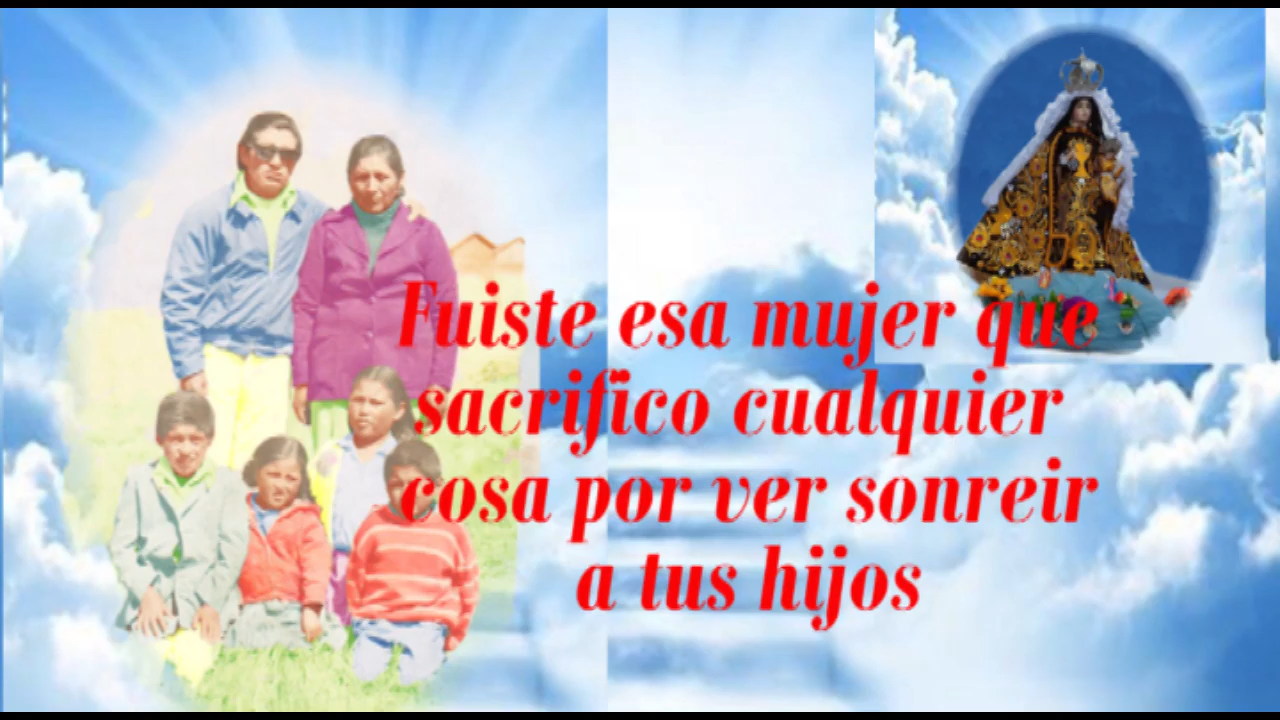 Fuiste esa mujer que
sacrifico cualquier
cosa por ver sonreir
a tus hijos